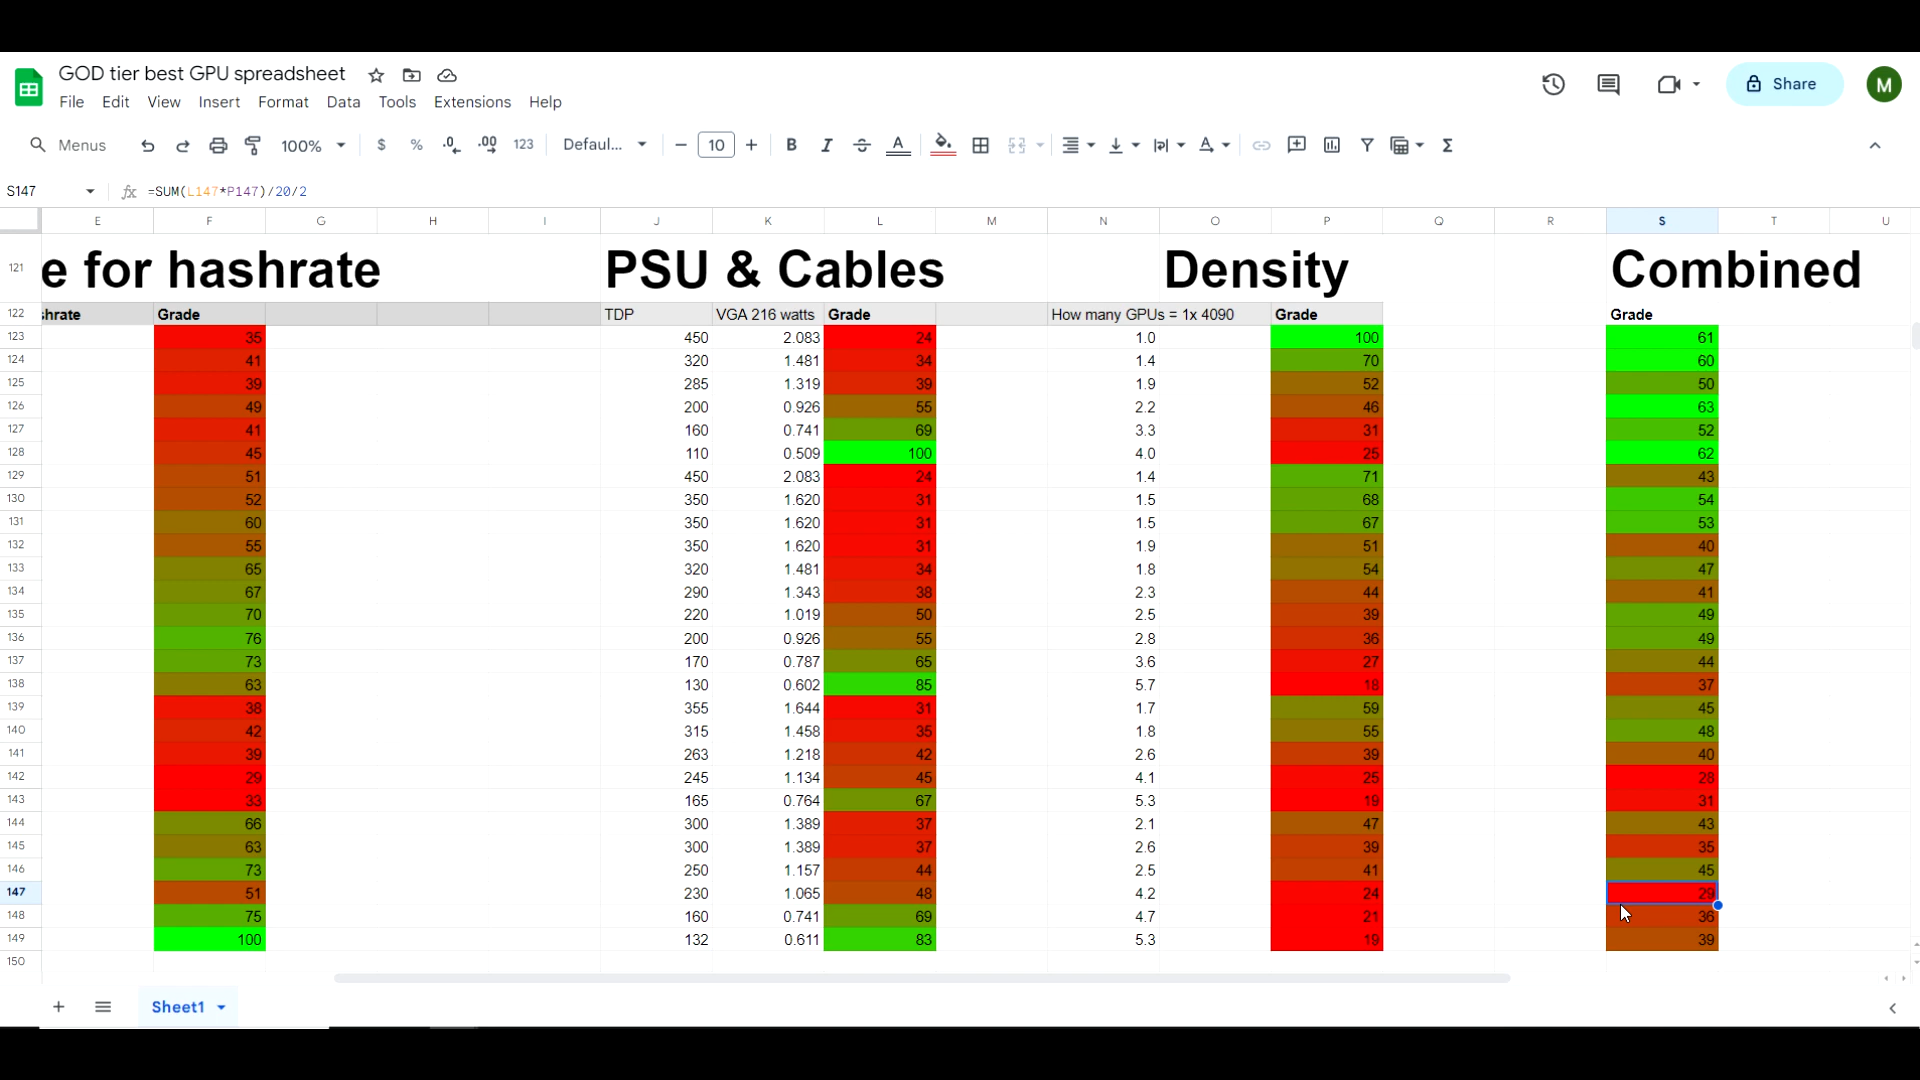 GOD tier best GPU spreadsheet
File Edit View Insert Format Data Tools Extensions Help
Share
M
Menus 100% $ % .0 .00 123 Defaul... 10 B I A
S147 fx =SUM(L147*P147)/20/2
E F G H I J K L M N O P Q R S T U
121 e for hashrate PSU & Cables Density Combined
122 shrate Grade TDP VGA 216 watts Grade How many GPUs = 1x 4090 Grade Grade
123 35 450 2.083 24 1.0 100 61
124 41 320 1.481 34 1.4 70 60
125 39 285 1.319 39 1.9 52 50
126 49 200 0.926 55 2.2 46 63
127 41 160 0.741 69 3.3 31 52
128 45 110 0.509 100 4.0 25 62
129 51 450 2.083 24 1.4 71 43
130 52 350 1.620 31 1.5 68 54
131 60 350 1.620 31 1.5 67 53
132 55 350 1.620 31 1.9 51 40
133 65 320 1.481 34 1.8 54 47
134 67 290 1.343 38 2.3 44 41
135 70 220 1.019 50 2.5 39 49
136 76 200 0.926 55 2.8 36 49
137 73 170 0.787 65 3.6 27 44
138 63 130 0.602 85 5.7 18 37
139 38 355 1.644 31 1.7 59 45
140 42 315 1.458 35 1.8 55 48
141 39 263 1.218 42 2.6 39 40
142 29 245 1.134 45 4.1 25 28
143 33 165 0.764 67 5.3 19 31
144 66 300 1.389 37 2.1 47 43
145 63 300 1.389 37 2.6 39 35
146 73 250 1.157 44 2.5 41 45
147 51 230 1.065 48 4.2 24 29
148 75 160 0.741 69 4.7 21 36
149 100 132 0.611 83 5.3 19 39
150
Sheet1